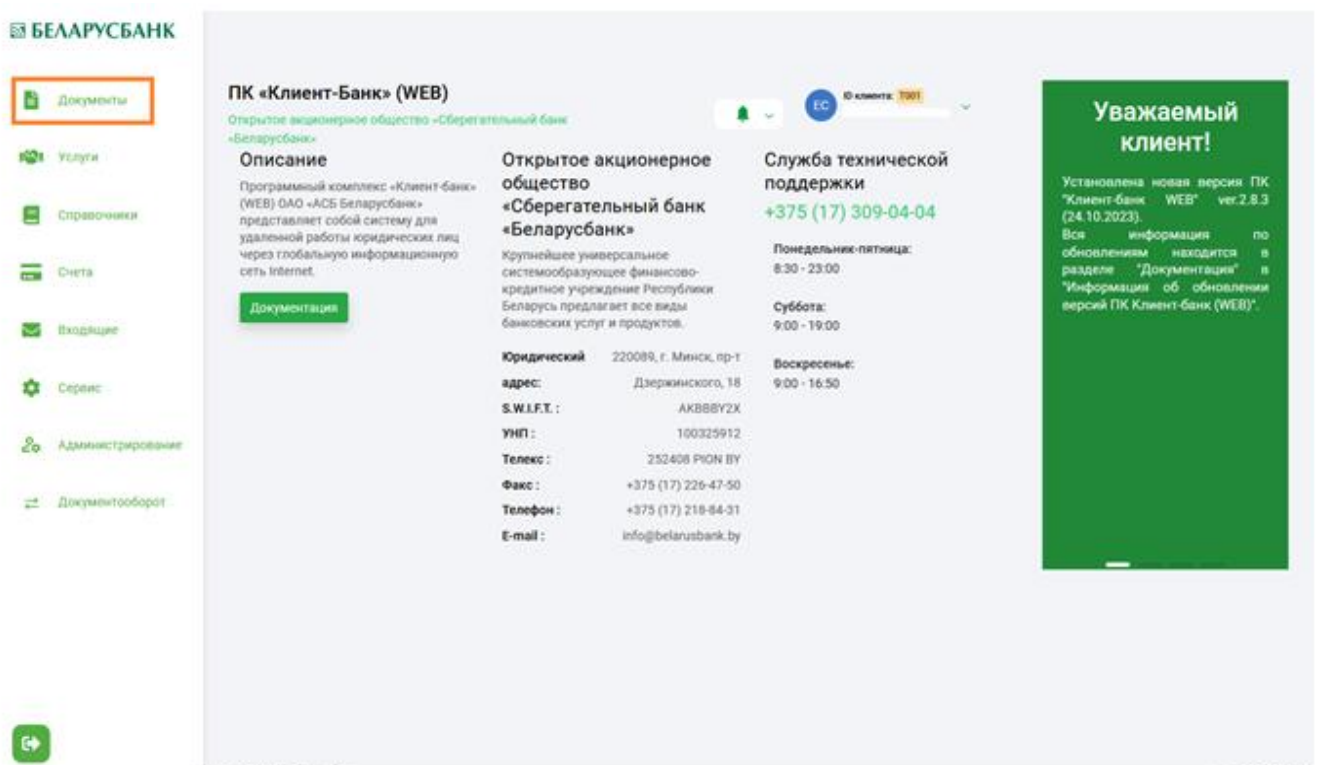 БЕЛАРУСБАНК
Документы
Услуги
Справочники
Счета
Входящие
Сервис
Администрирование
Документооборот
ПК «Клиент-Банк» (WEB)
Открытое акционерное общество «Сберегательный банк
«Беларусбанк»
ЕС
ID клиента: T001
Описание
Программный комплекс «Клиент-банк»
(WEB) ОАО «АСБ Беларусбанк»
представляет собой систему для
удаленной работы юридических лиц
через глобальную информационную
сеть Internet.
Документация
Открытое акционерное
общество
«Сберегательный банк
«Беларусбанк»
Крупнейшее универсальное
системообразующее финансово-
кредитное учреждение Республики
Беларусь предлагает все виды
банковских услуг и продуктов.
Юридический 220089, г. Минск, пр-т
адрес: Дзержинского, 18
S.W.I.F.T. : AKBBBY2X
УНП : 100325912
Телекс : 252408 PION BY
Факс : +375 (17) 226-47-50
Телефон : +375 (17) 218-84-31
E-mail : info@belarusbank.by
Служба технической
поддержки
+375 (17) 309-04-04
Понедельник-пятница:
8:30 - 23:00
Суббота:
9:00 - 19:00
Воскресенье:
9:00 - 16:50
Уважаемый
клиент!
Установлена новая версия ПК
"Клиент-банк WEB" ver.2.8.3
(24.10.2023).
Вся информация по
обновлениям находится в
разделе "Документация" в
"Информация об обновлении
версий ПК Клиент-банк (WEB)".